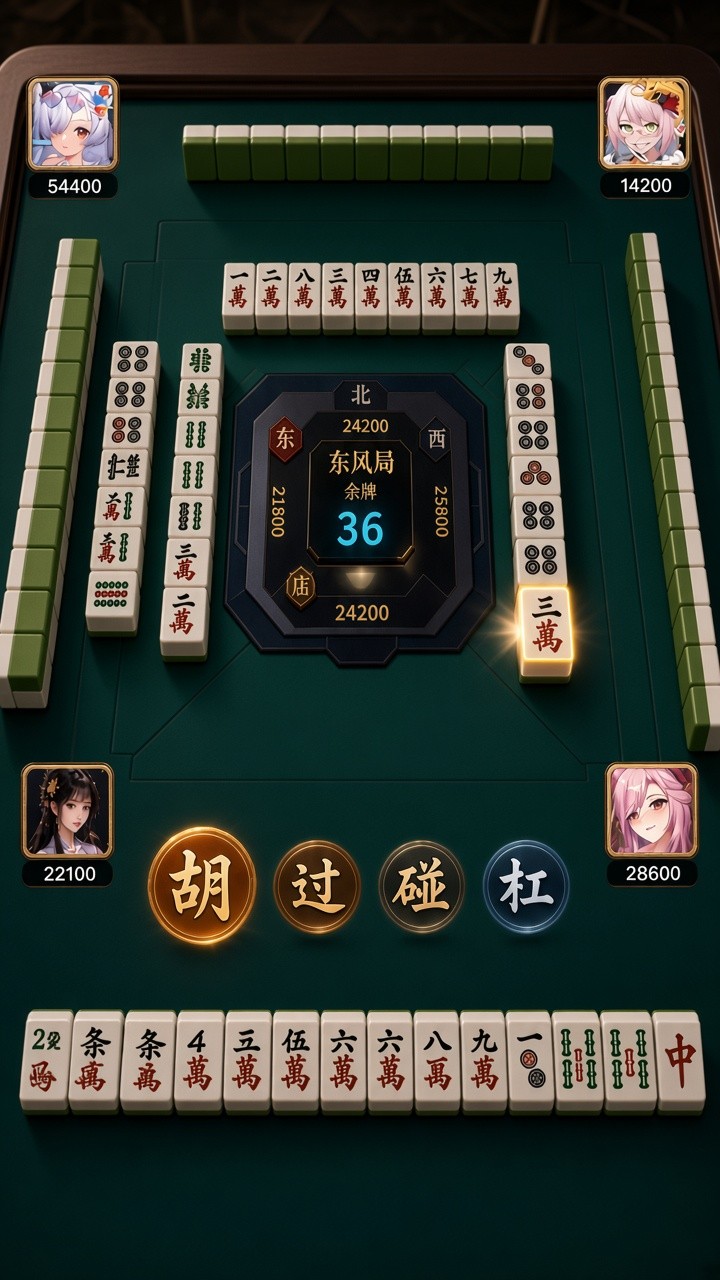 54400
14200
一萬 二萬 八萬 三萬 四萬 伍萬 六萬 七萬 九萬
北
东
24200
西
东风局
21800
余牌
25800
36
24200
三萬
二萬
三萬
22100
28600
胡 过 碰 杠
4萬 三萬 伍萬 六萬 六萬 八萬 九萬 一 中